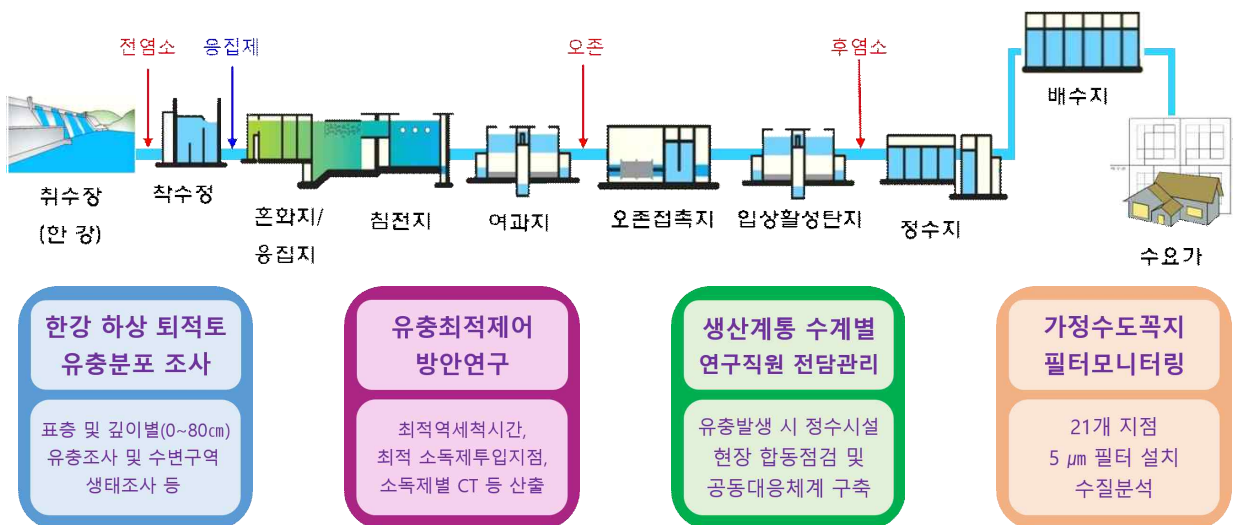 전염소
응집제
오존
후염소
배수지
취수장
(한 강)
착수정
혼화지/
응집지
침전지
여과지
오존접촉지
입상활성탄지
정수지
수요가
한강 하상 퇴적토
유충분포 조사
표층 및 깊이별(0~80㎝)
유충조사 및 수변구역
생태조사 등
유충최적제어
방안연구
최적역세척시간,
최적 소독제투입지점,
소독제별 CT 등 산출
생산계통 수계별
연구직원 전담관리
유충발생 시 정수시설
현장 합동점검 및
공동대응체계 구축
가정수도꼭지
필터모니터링
21개 지점
5 ㎛ 필터 설치
수질분석